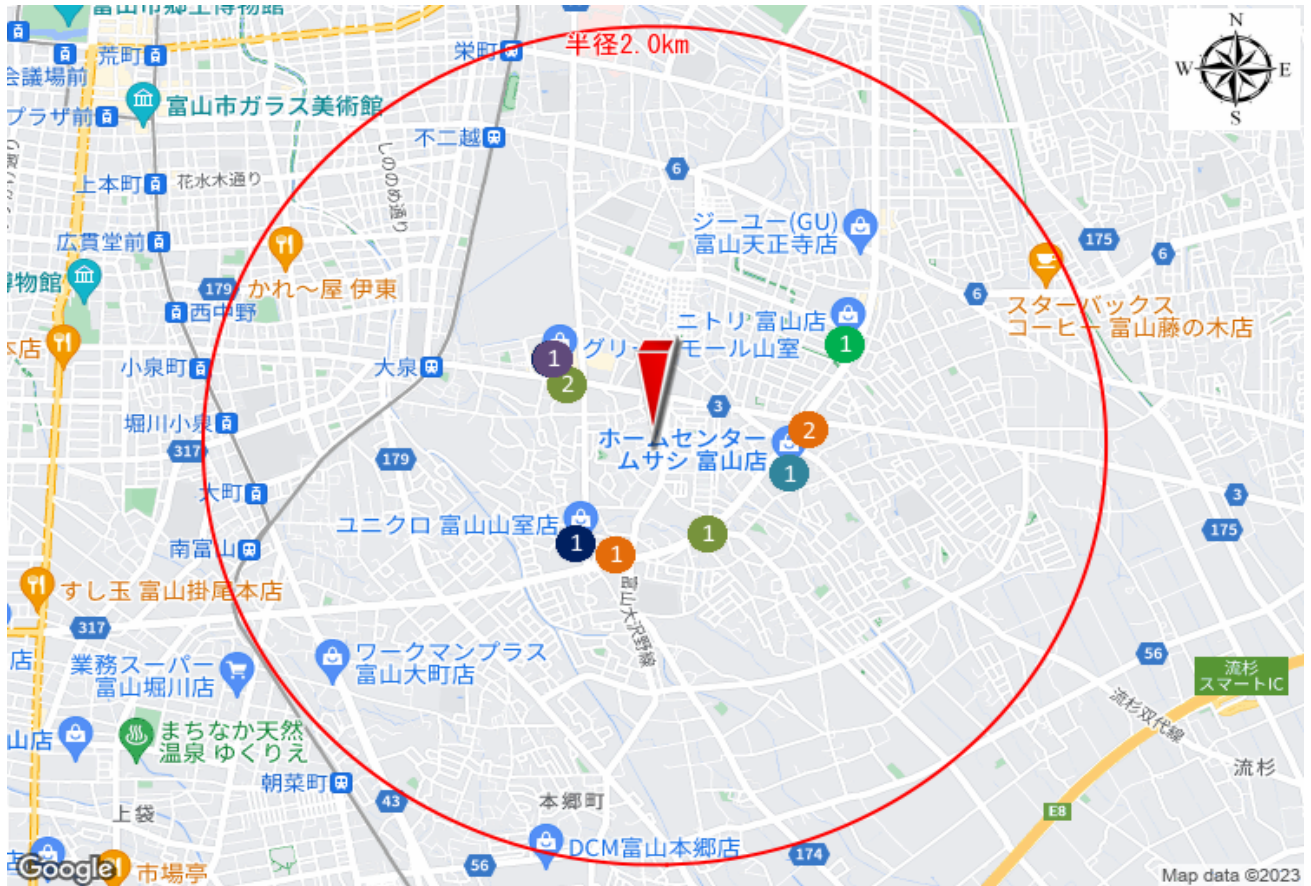 富山市郷土博物館
荒町
会議場前
プラザ前
富山市ガラス美術館
栄町
半径2.0km
N
W
E
S
不二越
しののめ通り
6
上本町
花水木通り
ジーユー(GU)
富山天正寺店
175
6
広貫堂前
博物館
179
かれ〜屋 伊東
西中野
6
スターバックス
コーヒー 富山藤の木店
ニトリ 富山店
1
本店
小泉町
大泉
1
グリーンモール山室
2
3
堀川小泉
317
179
ホームセンター
ムサシ 富山店
2
1
大町
3
175
ユニクロ 富山山室店
1
1
1
南富山
すし玉 富山掛尾本店
富山大沢野線
317
店
業務スーパー
富山堀川店
ワークマンプラス
富山大町店
56
流杉
スマートIC
流杉双代線
山店
まちなか天然
温泉 ゆくりえ
流杉
朝菜町
43
本郷町
E8
上袋
店
DCM富山本郷店
174
56
Google
市場亭
Map data ©2023